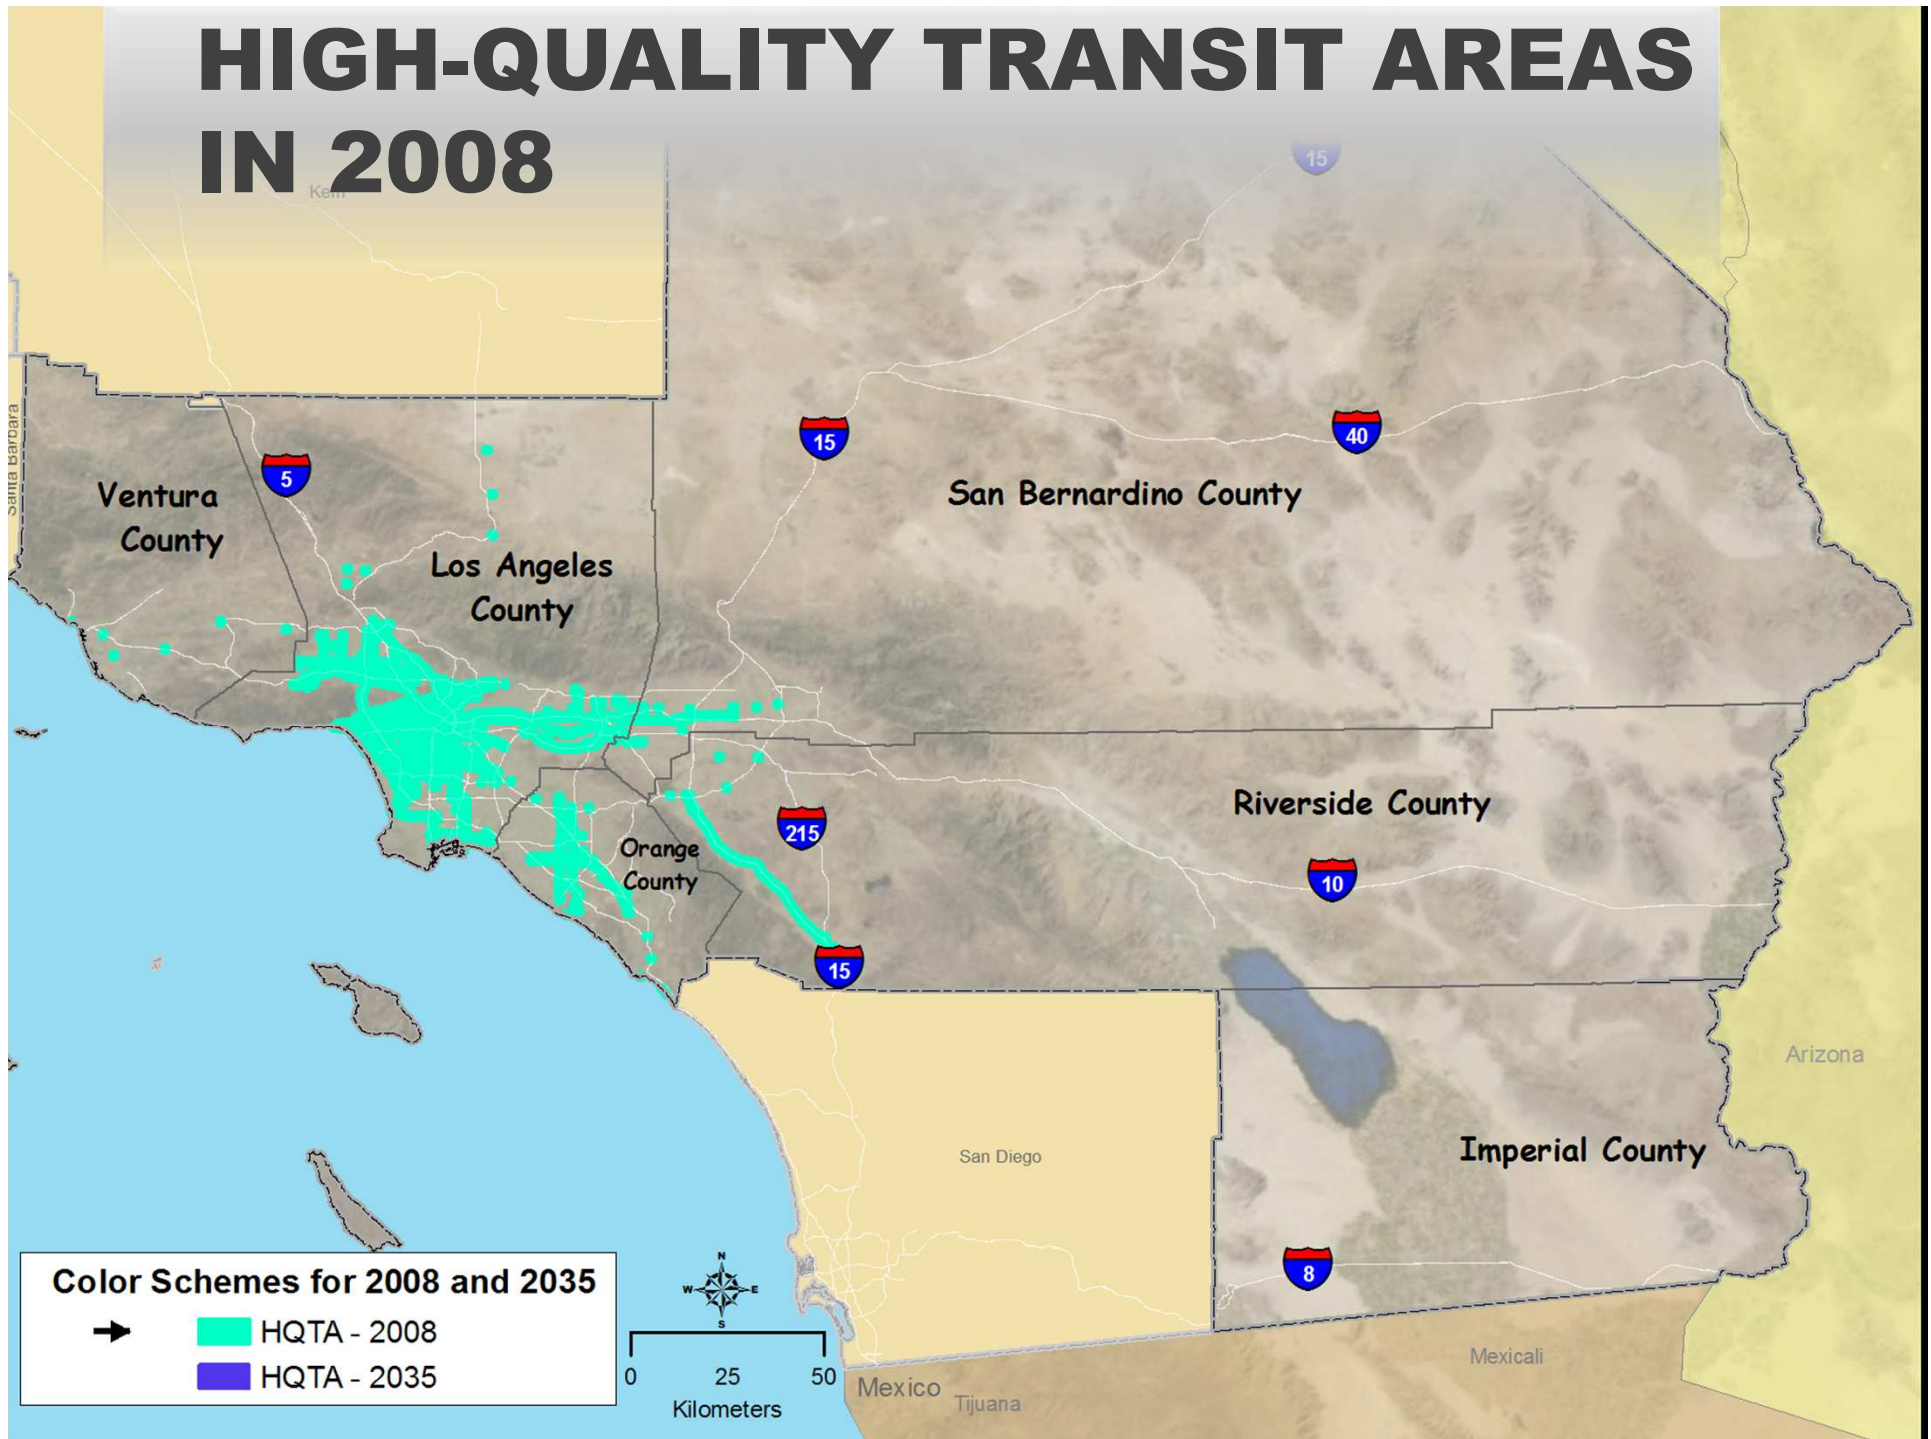 HIGH-QUALITY TRANSIT AREAS
IN 2008
Kern
15
Santa Barbara
5
15
40
Ventura
County
San Bernardino County
Los Angeles
County
Riverside County
215
Orange
County
10
15
Arizona
San Diego
Imperial County
8
Color Schemes for 2008 and 2035
HQTA - 2008
HQTA - 2035
N
W E
S
0 25 50
Kilometers
Mexico
Tijuana
Mexicali